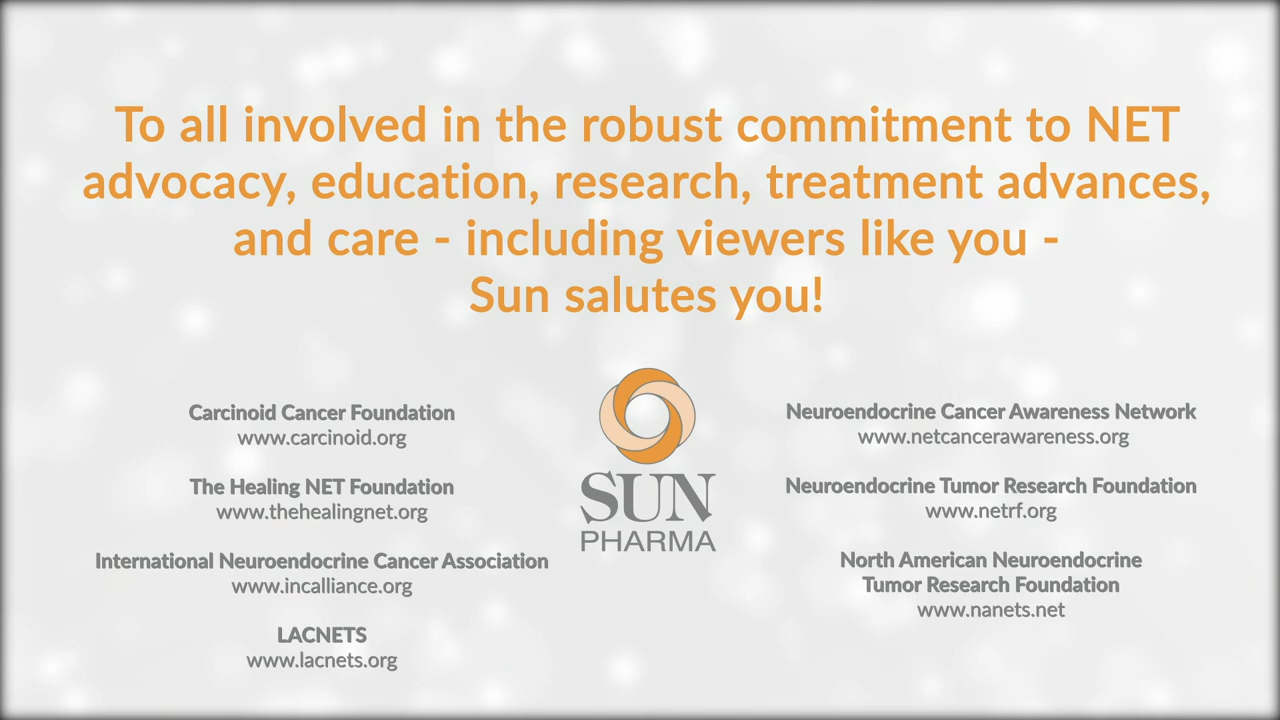 To all involved in the robust commitment to NET
advocacy, education, research, treatment advances,
and care - including viewers like you -
Sun salutes you!
Carcinoid Cancer Foundation
www.carcinoid.org
The Healing NET Foundation
www.thehealingnet.org
International Neuroendocrine Cancer Association
www.incalliance.org
LACNETS
www.lacnets.org
SUN
PHARMA
Neuroendocrine Cancer Awareness Network
www.netcancerawareness.org
Neuroendocrine Tumor Research Foundation
www.netrf.org
North American Neuroendocrine
Tumor Research Foundation
www.nanets.net